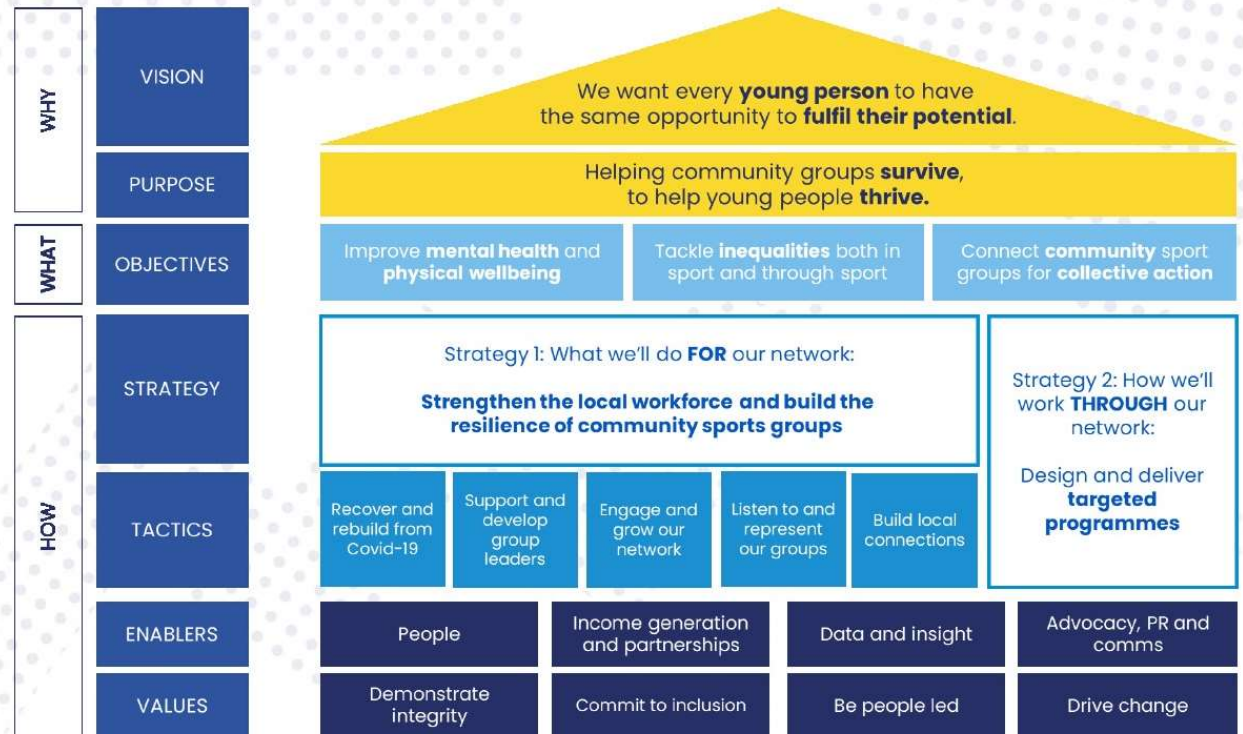 WHY
VISION
We want every young person to have
the same opportunity to fulfil their potential.
PURPOSE
Helping community groups survive,
to help young people thrive.
WHAT
OBJECTIVES
Improve mental health and
physical wellbeing
Tackle inequalities both in
sport and through sport
Connect community sport
groups for collective action
HOW
STRATEGY
Strategy 1: What we'll do FOR our network:
Strengthen the local workforce and build the
resilience of community sports groups
Strategy 2: How we'll
work THROUGH our
network:
Design and deliver
targeted
programmes
TACTICS
Recover and
rebuild from
Covid-19
Support and
develop
group
leaders
Engage and
grow our
network
Listen to and
represent
our groups
Build local
connections
ENABLERS
People
Income generation
and partnerships
Data and insight
Advocacy, PR and
comms
VALUES
Demonstrate
integrity
Commit to inclusion
Be people led
Drive change